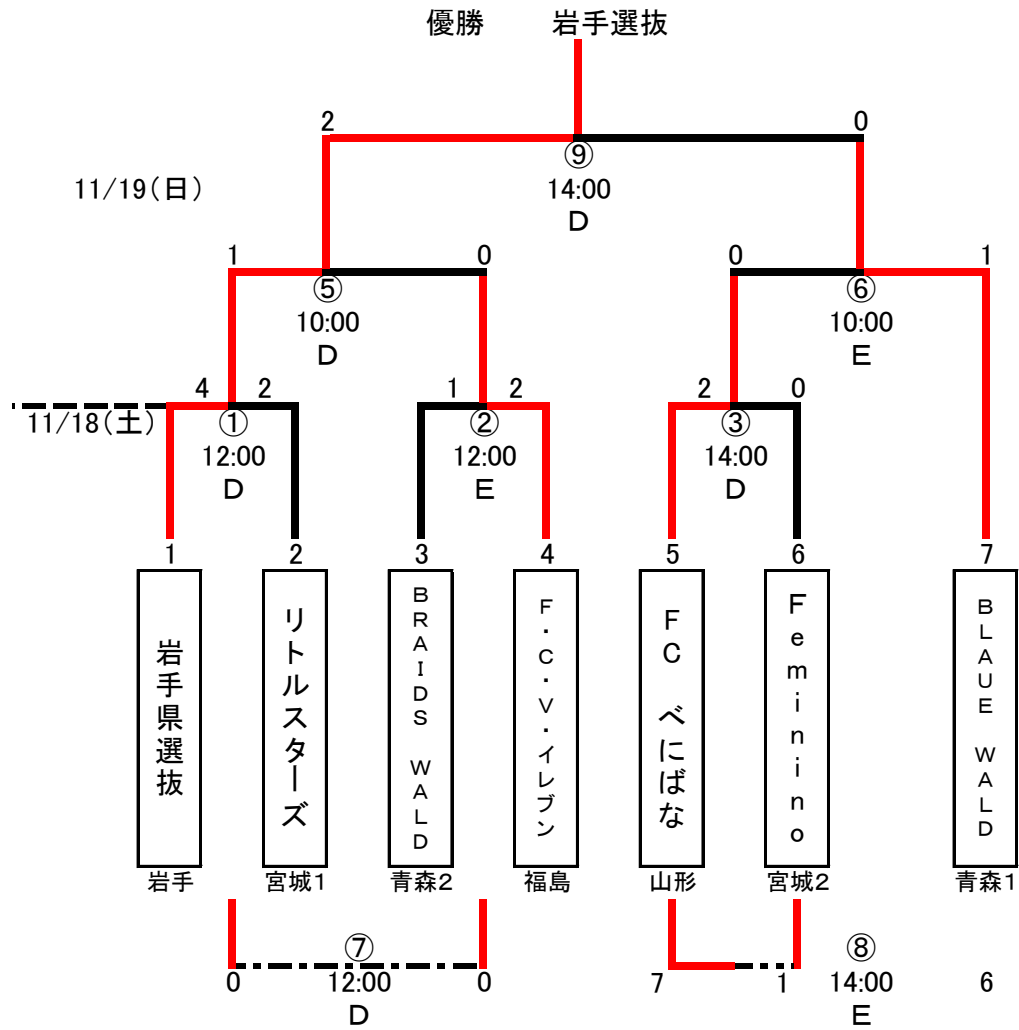 優勝 岩手選抜
2 0
⑨
11/19(日) 14:00
D
1 0 0 1
⑤ ⑥
10:00 10:00
D E
4 2 1 2 2 0
11/18(土) ① ② ③
12:00 12:00 14:00
D E D
1 2 3 4 5 6 7
岩手県選抜
リトルスターズ
BRAIDS WALD
F・C・V・イレブン
FC べにばな
Feminino
BLAUE WALD
岩手 宮城1 青森2 福島 山形 宮城2 青森1
⑦ ⑧
0 12:00 0 7 1 14:00 6
D E